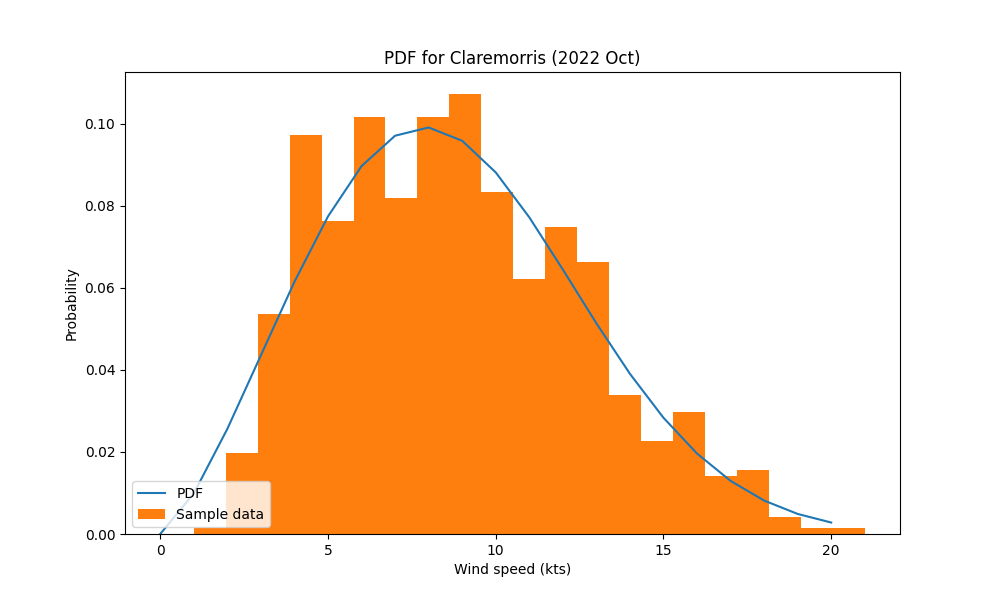 PDF for Claremorris (2022 Oct)
0.10
0.08
0.06
0.04
0.02
0.00
Probability
PDF
Sample data
0 5 10 15 20
Wind speed (kts)